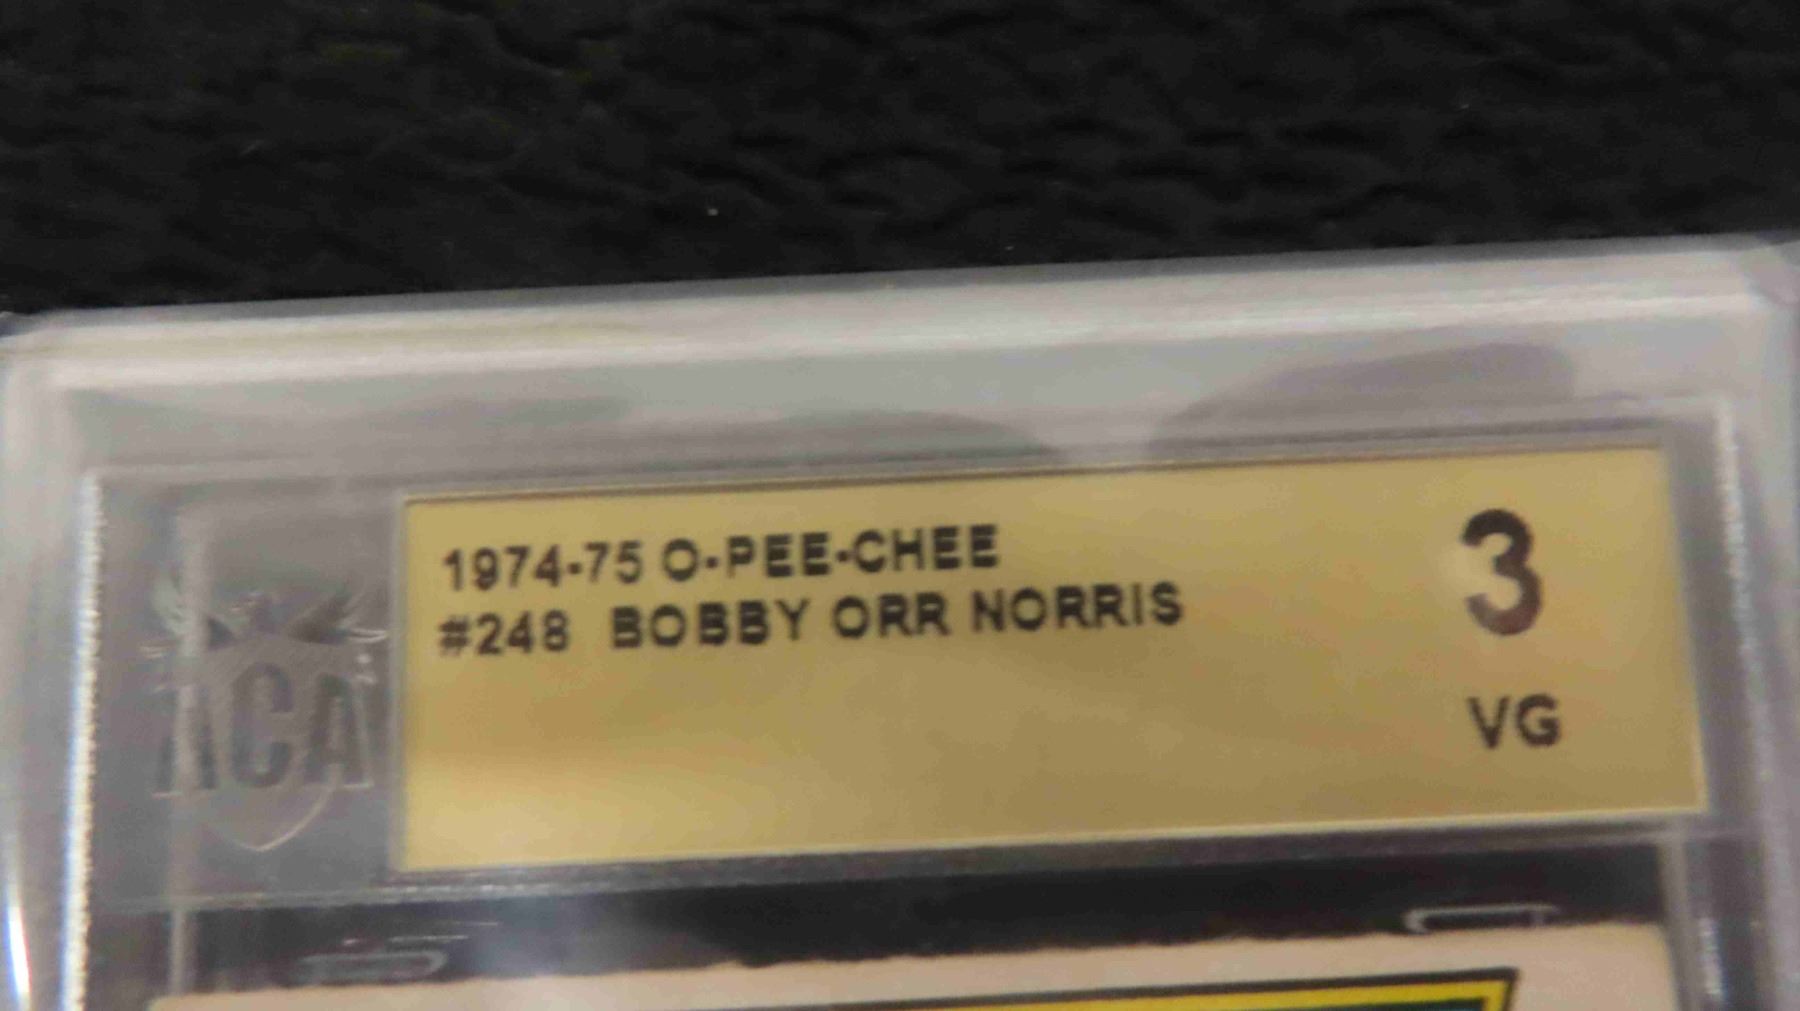 1974-75 O-PEE-CHEE
#248 BOBBY ORR NORRIS
3
VG
ACA